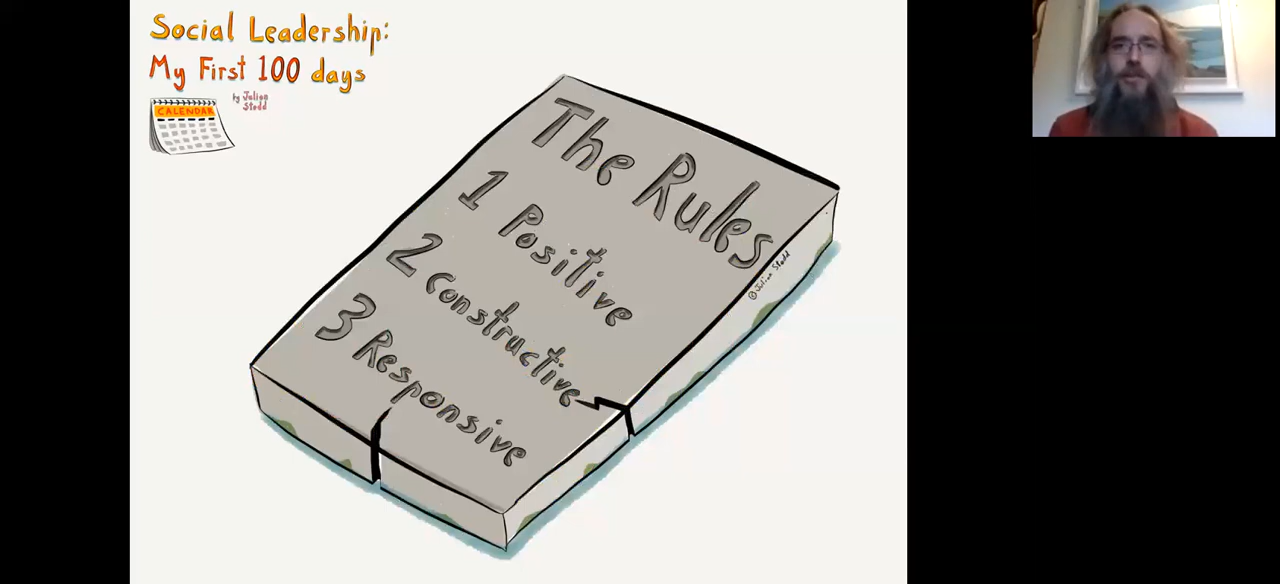 Social Leadership:
My First 100 days
by Julian
Stodd
CALENDAR
The Rules
1 Positive
2 Constructive
3 Responsive
©Julian Stodd